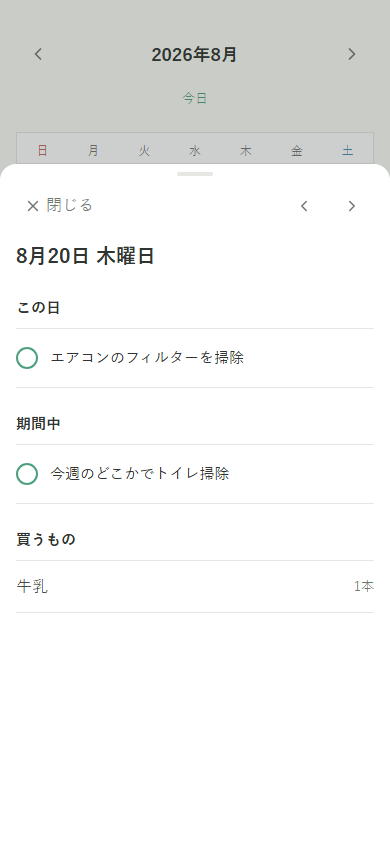 2026年8月
今日
日 月 火 水 木 金 土
閉じる
8月20日 木曜日
この日
エアコンのフィルターを掃除
期間中
今週のどこかでトイレ掃除
買うもの
牛乳 1本